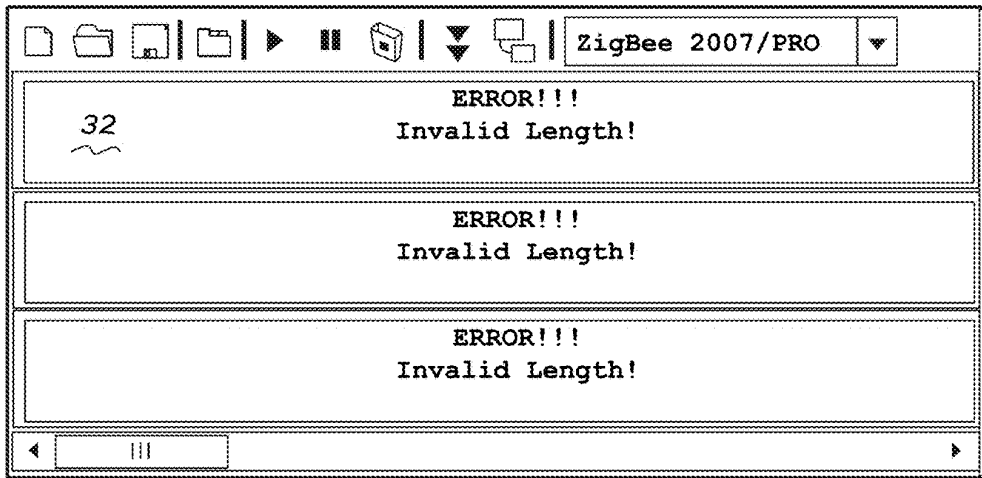 ZigBee 2007/PRO
ERROR!!!
32
Invalid Length!
ERROR!!!
Invalid Length!
ERROR!!!
Invalid Length!